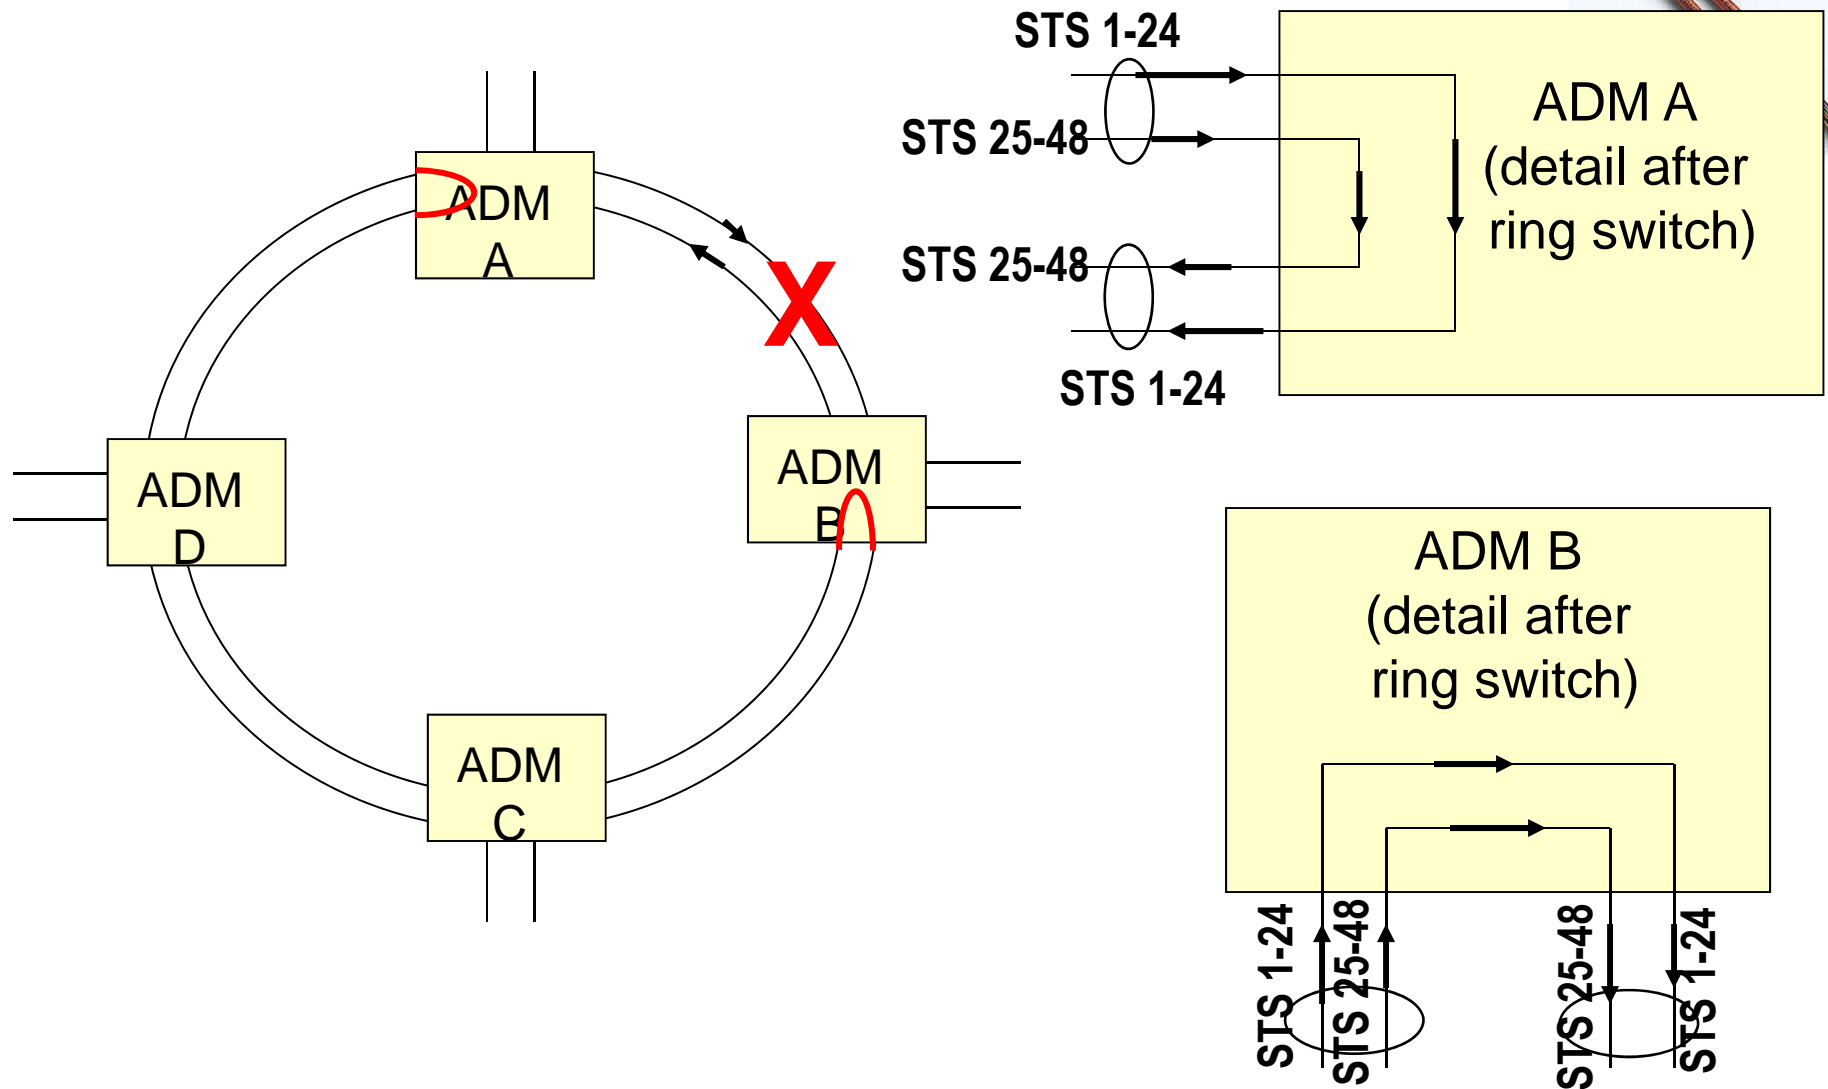 STS 1-24
STS 25-48
STS 25-48
STS 1-24
ADM A
(detail after
ring switch)
ADM
A
X
ADM
B
ADM
D
ADM
C
ADM B
(detail after
ring switch)
STS 1-24
STS 25-48
STS 25-48
STS 1-24